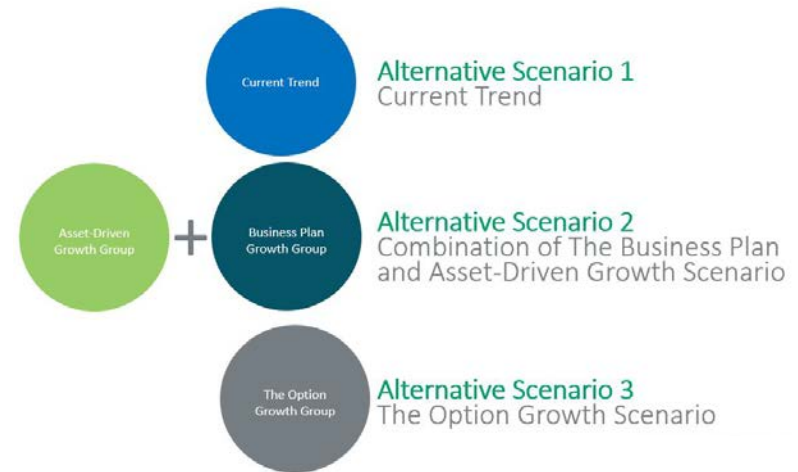 Current Trend
Alternative Scenario 1
Current Trend
Asset-Driven
Growth Group
+
Business Plan
Growth Group
Alternative Scenario 2
Combination of The Business Plan
and Asset-Driven Growth Scenario
The Option
Growth Group
Alternative Scenario 3
The Option Growth Scenario